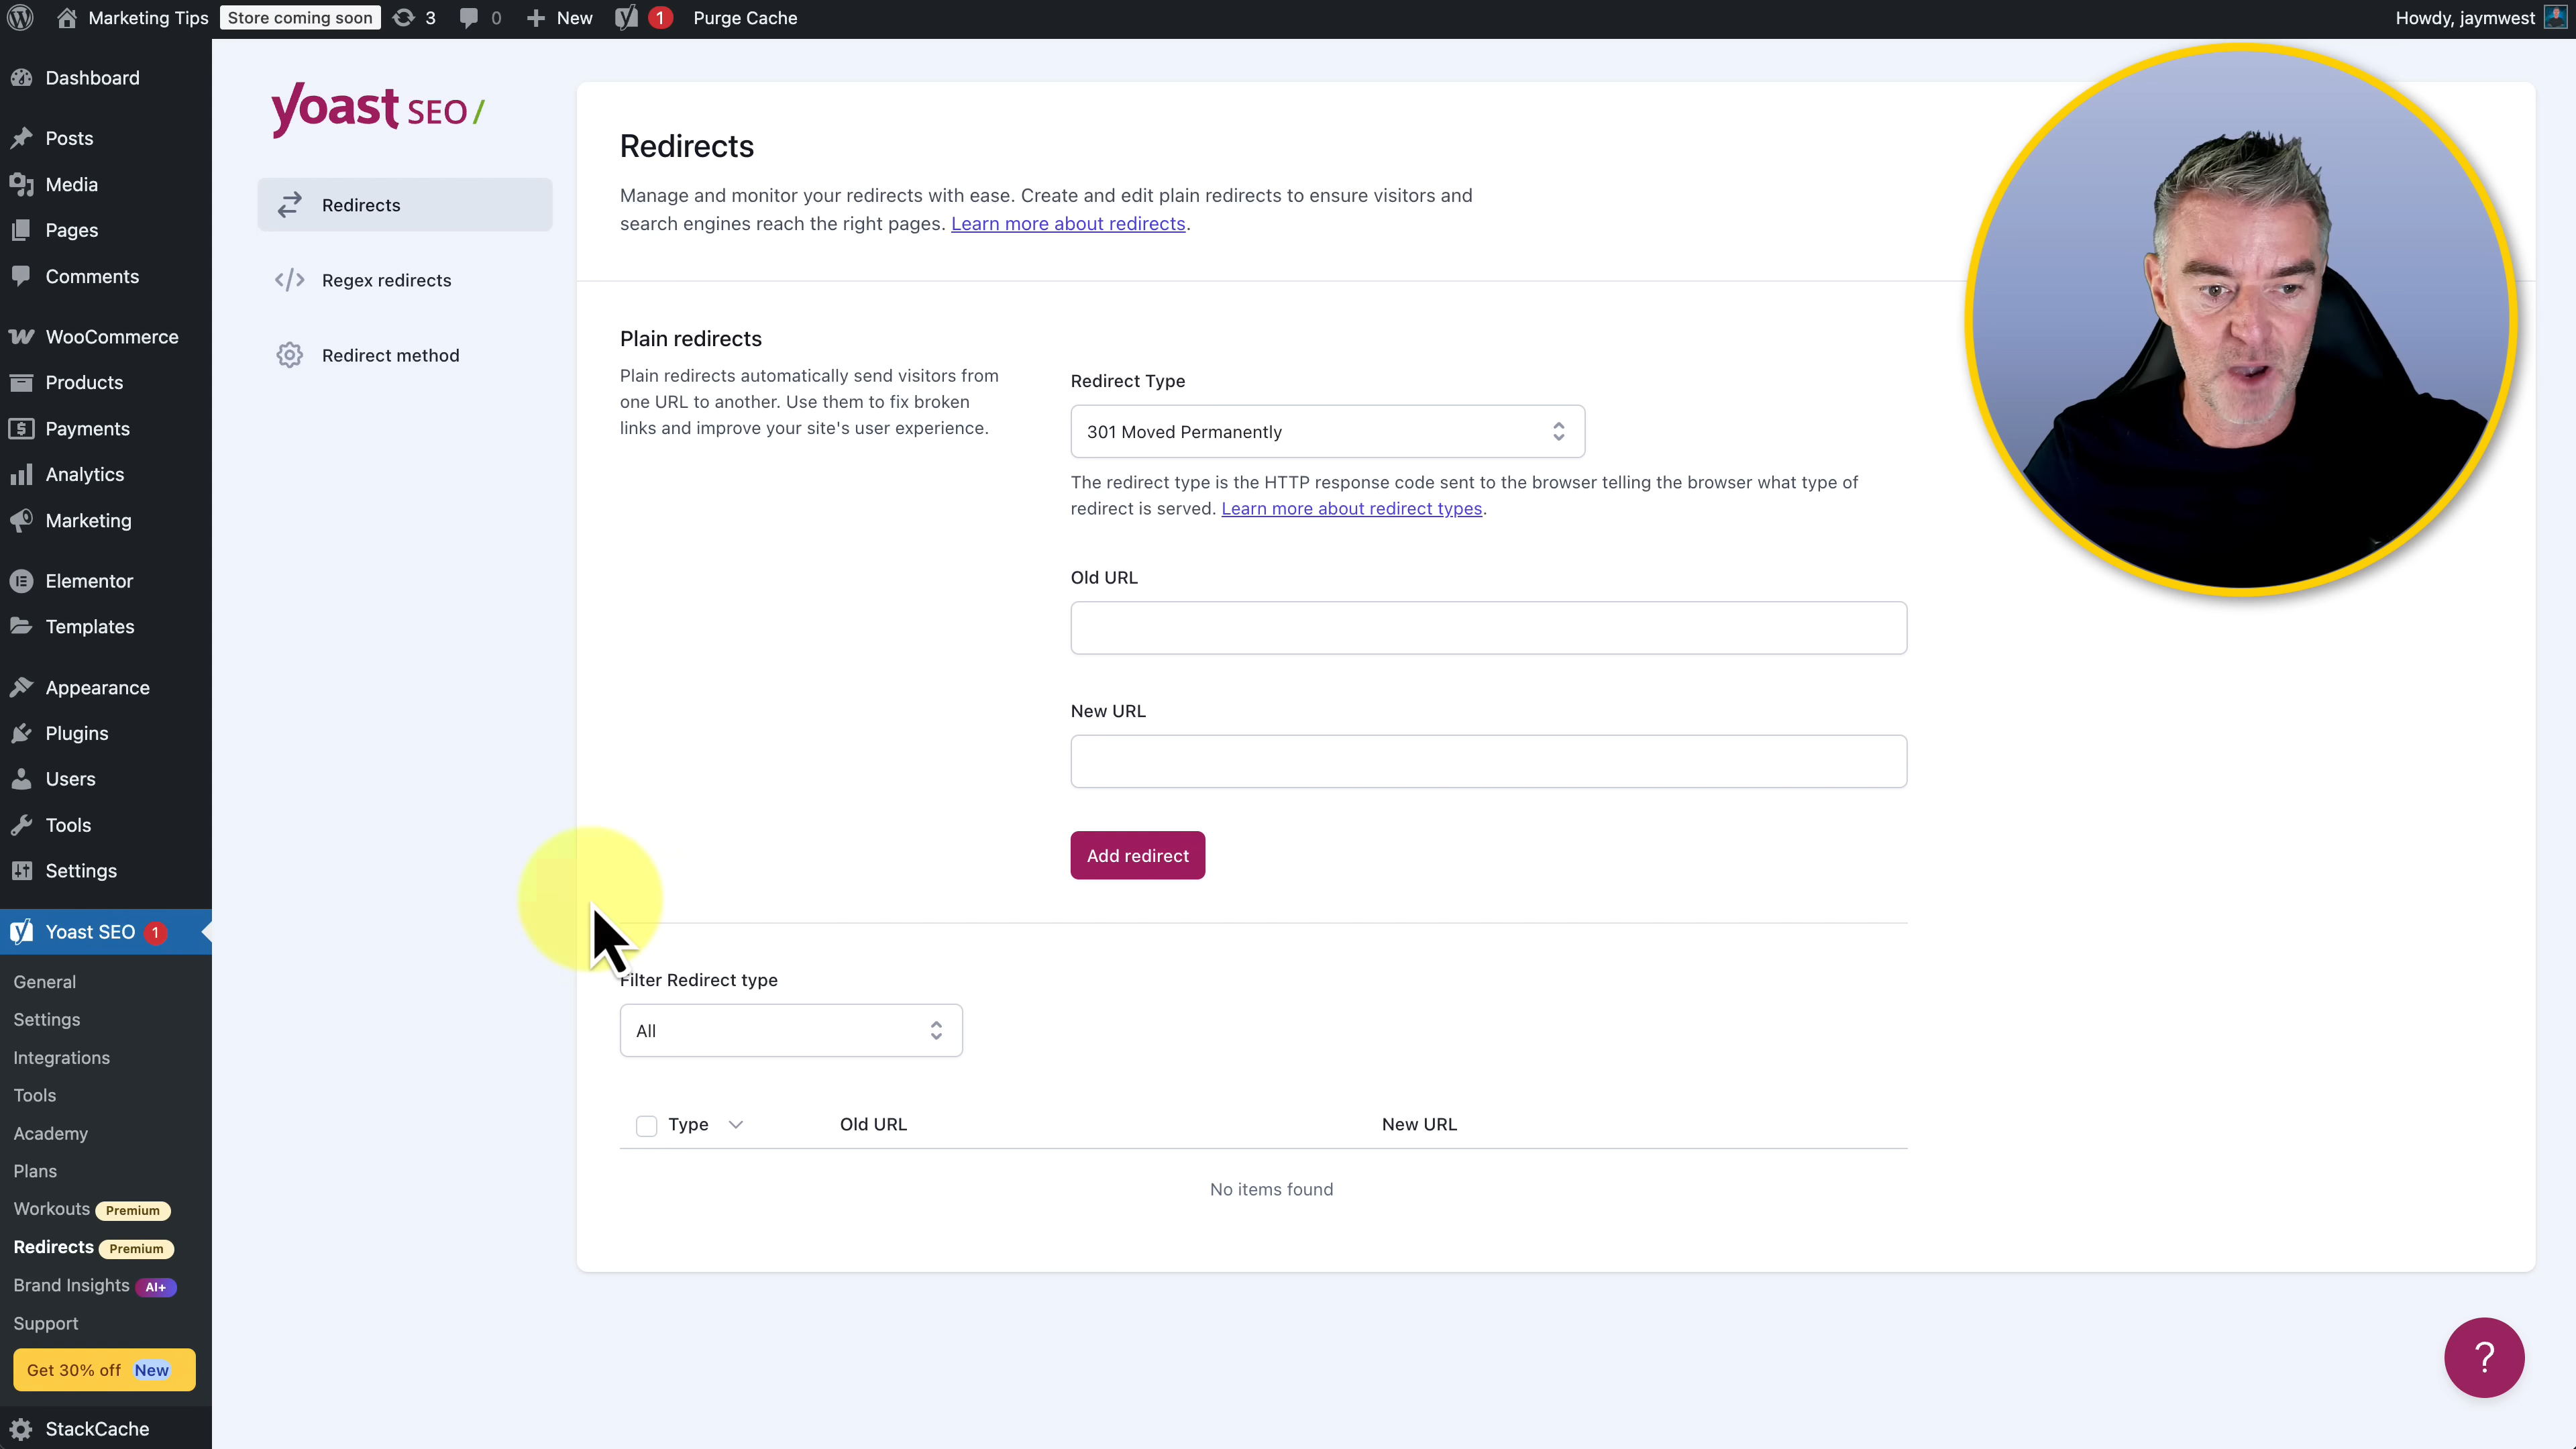 Marketing Tips
Store coming soon
3
0
New
1
Purge Cache
Howdy, jaymwest
Dashboard
Posts
Media
Pages
Comments
WooCommerce
Products
Payments
Analytics
Marketing
Elementor
Templates
Appearance
Plugins
Users
Tools
Settings
Yoast SEO 1
General
Settings
Integrations
Tools
Academy
Plans
Workouts Premium
Redirects Premium
Brand Insights AI+
Support
Get 30% off New
StackCache
yoast SEO/
Redirects
Regex redirects
Redirect method
Redirects
Manage and monitor your redirects with ease. Create and edit plain redirects to ensure visitors and
search engines reach the right pages. Learn more about redirects.
Plain redirects
Plain redirects automatically send visitors from
one URL to another. Use them to fix broken
links and improve your site's user experience.
Redirect Type
301 Moved Permanently
The redirect type is the HTTP response code sent to the browser telling the browser what type of
redirect is served. Learn more about redirect types.
Old URL
New URL
Add redirect
Filter Redirect type
All
Type
Old URL
New URL
No items found
?